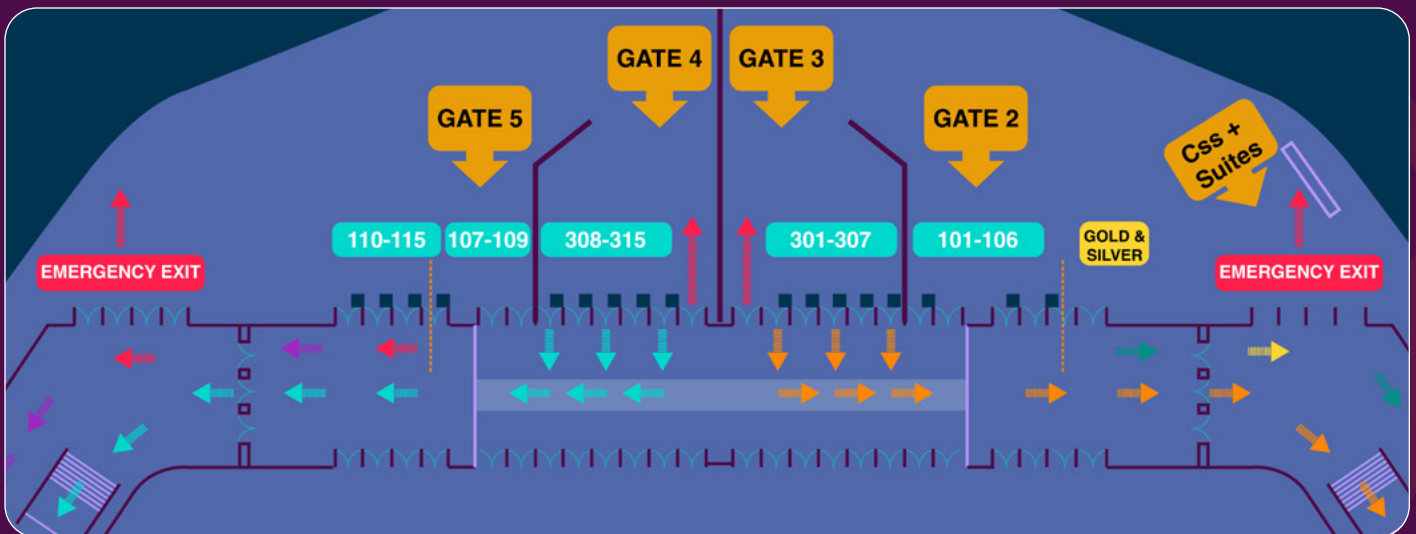 GATE 4
GATE 3
GATE 5
GATE 2
Css +
Suites
110-115
107-109
308-315
301-307
101-106
GOLD &
SILVER
EMERGENCY EXIT
EMERGENCY EXIT